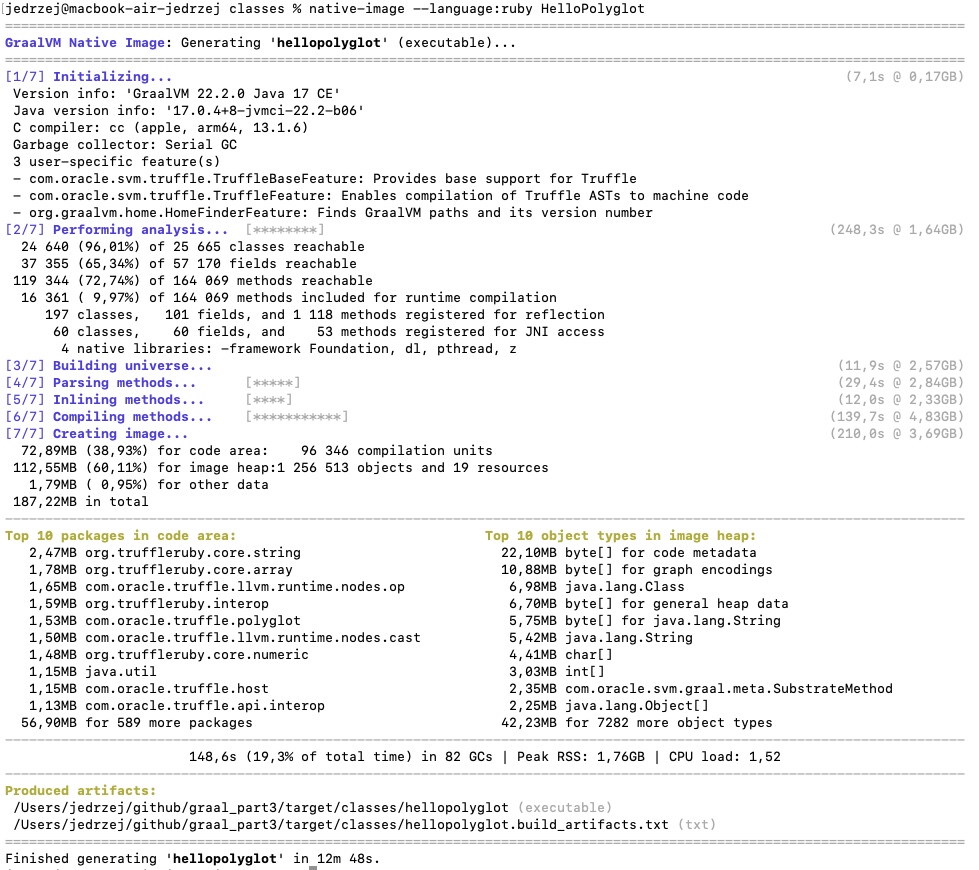 [jedrzej@macbook-air-jedrzej classes % native-image --language:ruby HelloPolyglot
GraalVM Native Image: Generating 'hellopolyglot' (executable)...
[1/7] Initializing... (7,1s @ 0,17GB)
Version info: 'GraalVM 22.2.0 Java 17 CE'
Java version info: '17.0.4+8-jvmci-22.2-b06'
C compiler: cc (apple, arm64, 13.1.6)
Garbage collector: Serial GC
3 user-specific feature(s)
- com.oracle.svm.truffle.TruffleBaseFeature: Provides base support for Truffle
- com.oracle.svm.truffle.TruffleFeature: Enables compilation of Truffle ASTs to machine code
- org.graalvm.home.HomeFinderFeature: Finds GraalVM paths and its version number
[2/7] Performing analysis... [********] (248,3s @ 1,64GB)
24 640 (96,01%) of 25 665 classes reachable
37 355 (65,34%) of 57 170 fields reachable
119 344 (72,74%) of 164 069 methods reachable
16 361 ( 9,97%) of 164 069 methods included for runtime compilation
197 classes, 101 fields, and 1 118 methods registered for reflection
60 classes, 60 fields, and 53 methods registered for JNI access
4 native libraries: -framework Foundation, dl, pthread, z
[3/7] Building universe... (11,9s @ 2,57GB)
[4/7] Parsing methods... [*****] (29,4s @ 2,84GB)
[5/7] Inlining methods... [****] (12,0s @ 2,33GB)
[6/7] Compiling methods... [***********] (139,7s @ 4,83GB)
[7/7] Creating image... (210,0s @ 3,69GB)
72,89MB (38,93%) for code area: 96 346 compilation units
112,55MB (60,11%) for image heap:1 256 513 objects and 19 resources
1,79MB ( 0,95%) for other data
187,22MB in total
Top 10 packages in code area: Top 10 object types in image heap:
2,47MB org.truffleruby.core.string 22,10MB byte[] for code metadata
1,78MB org.truffleruby.core.array 10,88MB byte[] for graph encodings
1,65MB com.oracle.truffle.llvm.runtime.nodes.op 6,98MB java.lang.Class
1,59MB org.truffleruby.interop 6,70MB byte[] for general heap data
1,53MB com.oracle.truffle.polyglot 5,75MB byte[] for java.lang.String
1,50MB com.oracle.truffle.llvm.runtime.nodes.cast 5,42MB java.lang.String
1,48MB org.truffleruby.core.numeric 4,41MB char[]
1,15MB java.util 3,03MB int[]
1,15MB com.oracle.truffle.host 2,35MB com.oracle.svm.graal.meta.SubstrateMethod
1,13MB com.oracle.truffle.api.interop 2,25MB java.lang.Object[]
56,90MB for 589 more packages 42,23MB for 7282 more object types
148,6s (19,3% of total time) in 82 GCs | Peak RSS: 1,76GB | CPU load: 1,52
Produced artifacts:
/Users/jedrzej/github/graal_part3/target/classes/hellopolyglot (executable)
/Users/jedrzej/github/graal_part3/target/classes/hellopolyglot.build_artifacts.txt (txt)
Finished generating 'hellopolyglot' in 12m 48s.